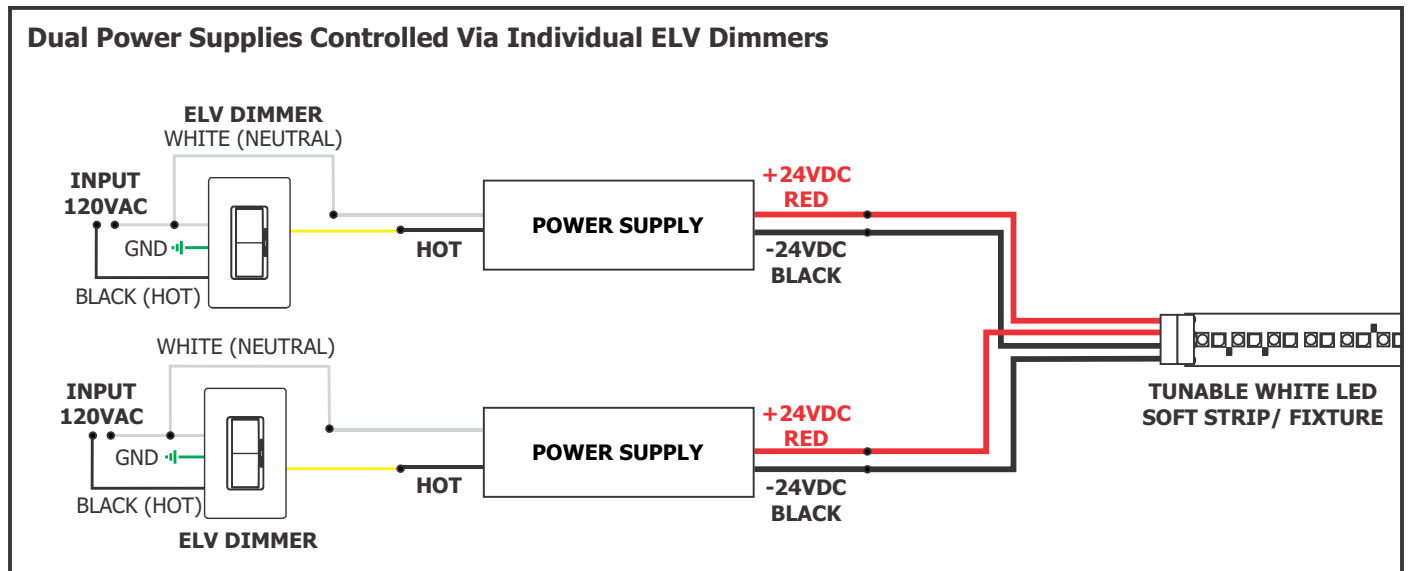 Dual Power Supplies Controlled Via Individual ELV Dimmers
ELV DIMMER
WHITE (NEUTRAL)
INPUT
120VAC
GND
BLACK (HOT)
HOT
POWER SUPPLY
+24VDC
RED
-24VDC
BLACK
WHITE (NEUTRAL)
INPUT
120VAC
GND
BLACK (HOT)
ELV DIMMER
HOT
POWER SUPPLY
+24VDC
RED
-24VDC
BLACK
TUNABLE WHITE LED
SOFT STRIP/ FIXTURE